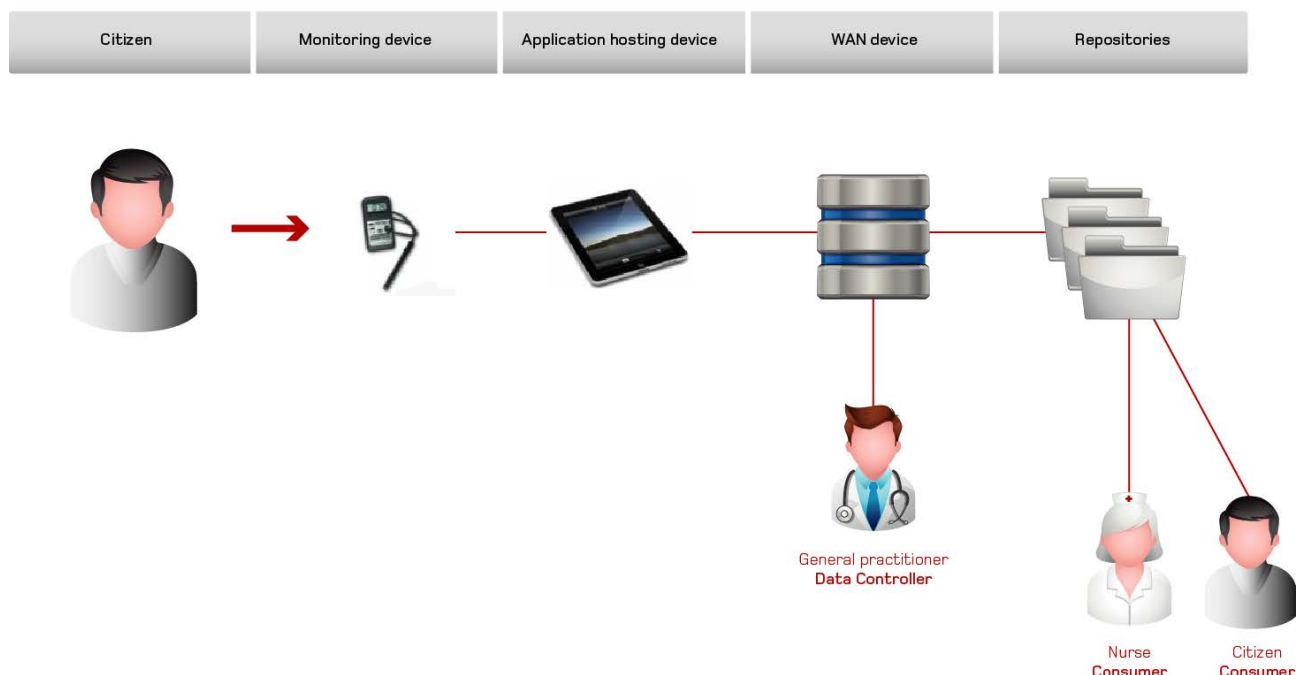 Citizen
Monitoring device
Application hosting device
WAN device
Repositories
General practitioner
Data Controller
Nurse
Consumer
Citizen
Consumer